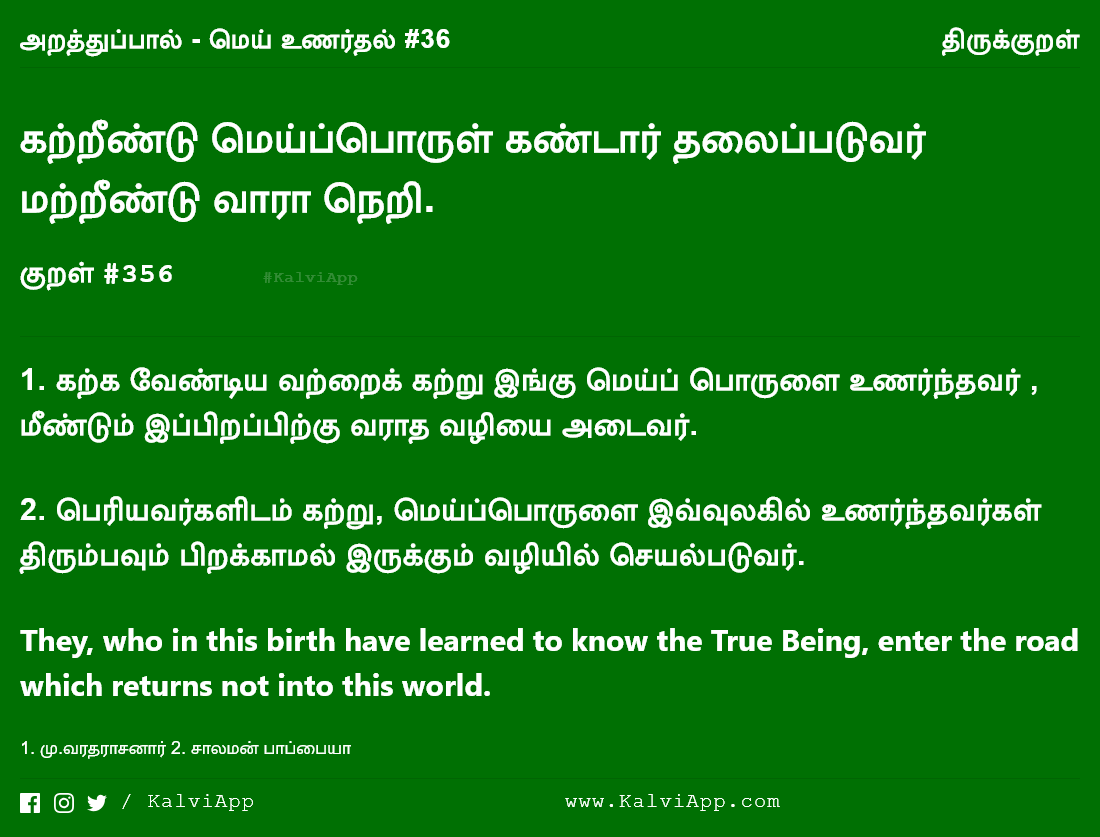 அறத்துப்பால் - மெய் உணர்தல் #36
திருக்குறள்
கற்றீண்டு மெய்ப்பொருள் கண்டார் தலைப்படுவர்
மற்றீண்டு வாரா நெறி.
குறள் #356
#KalviApp
1. கற்க வேண்டிய வற்றைக் கற்று இங்கு மெய்ப் பொருளை உணர்ந்தவர் ,
மீண்டும் இப்பிறப்பிற்கு வராத வழியை அடைவர்.
2. பெரியவர்களிடம் கற்று, மெய்ப்பொருளை இவ்வுலகில் உணர்ந்தவர்கள்
திரும்பவும் பிறக்காமல் இருக்கும் வழியில் செயல்படுவர்.
They, who in this birth have learned to know the True Being, enter the road
which returns not into this world.
1. மு.வரதராசனார் 2. சாலமன் பாப்பையா
/ KalviApp
www.KalviApp.com